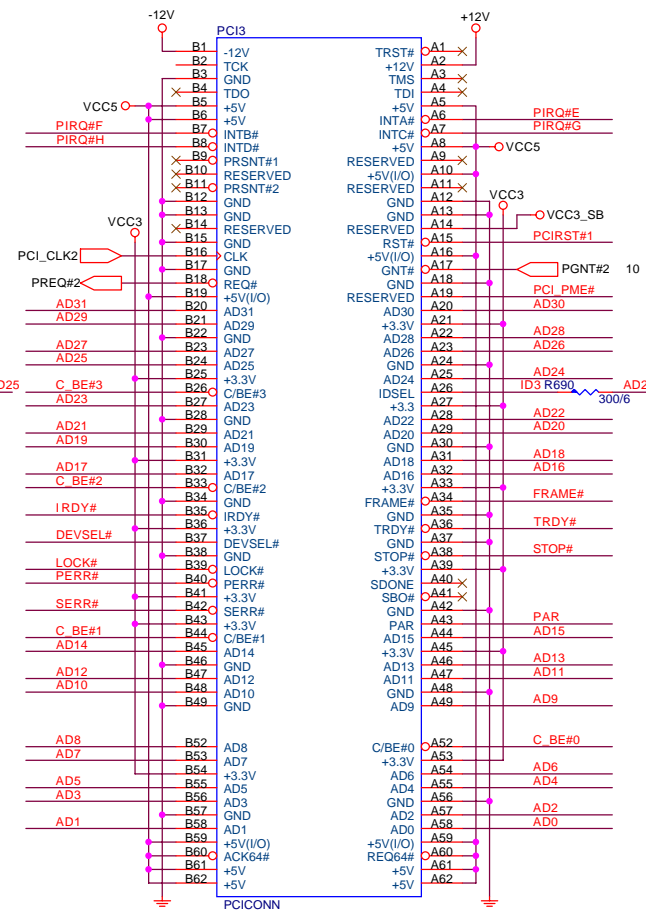 -12V +12V
PCI3
B1 -12V TRST# A1
B2 TCK +12V A2
B3 GND TMS A3
B4 TDO TDI A4
VCC5 B5 +5V +5V A5
B6 +5V INTA# A6 PIRQ#E
PIRQ#F B7 INTB# INTC# A7 PIRQ#G
PIRQ#H B8 INTD# +5V A8 VCC5
B9 PRSNT#1 RESERVED A9
B10 RESERVED +5V(I/O) A10
B11 PRSNT#2 RESERVED A11
B12 GND GND A12 VCC3
B13 GND GND A13
VCC3 B14 RESERVED RESERVED A14 VCC3_SB
B15 GND RST# A15 PCIRST#1
PCI_CLK2 B16 CLK +5V(I/O) A16
B17 GND GNT# A17 PGNT#2 10
PREQ#2 B18 REQ# GND A18
B19 +5V(I/O) RESERVED A19 PCI_PME#
AD31 B20 AD31 AD30 A20 AD30
AD29 B21 AD29 +3.3V A21
B22 GND AD28 A22 AD28
AD27 B23 AD27 AD26 A23 AD26
AD25 B24 AD25 GND A24
B25 +3.3V AD24 A25 AD24
D25 C_BE#3 B26 C/BE#3 IDSEL A26 ID3 R690 300/6 AD2
AD23 B27 AD23 +3.3 A27
B28 GND AD22 A28 AD22
AD21 B29 AD21 AD20 A29 AD20
AD19 B30 AD19 GND A30
B31 +3.3V AD18 A31 AD18
AD17 B32 AD17 AD16 A32 AD16
C_BE#2 B33 C/BE#2 +3.3V A33
B34 GND FRAME# A34 FRAME#
IRDY# B35 IRDY# GND A35
B36 +3.3V TRDY# A36 TRDY#
DEVSEL# B37 DEVSEL# GND A37
B38 GND STOP# A38 STOP#
LOCK# B39 LOCK# +3.3V A39
PERR# B40 PERR# SDONE A40
B41 +3.3V SBO# A41
SERR# B42 SERR# GND A42
B43 +3.3V PAR A43 PAR
C_BE#1 B44 C/BE#1 AD15 A44 AD15
AD14 B45 AD14 +3.3V A45
B46 GND AD13 A46 AD13
AD12 B47 AD12 AD11 A47 AD11
AD10 B48 AD10 GND A48
B49 GND AD9 A49 AD9
AD8 B52 AD8 C/BE#0 A52 C_BE#0
AD7 B53 AD7 +3.3V A53
B54 +3.3V AD6 A54 AD6
AD5 B55 AD5 AD4 A55 AD4
AD3 B56 AD3 GND A56
B57 GND AD2 A57 AD2
AD1 B58 AD1 AD0 A58 AD0
B59 +5V(I/O) +5V(I/O) A59
B60 ACK64# REQ64# A60
B61 +5V +5V A61
B62 +5V +5V A62
PCICONN